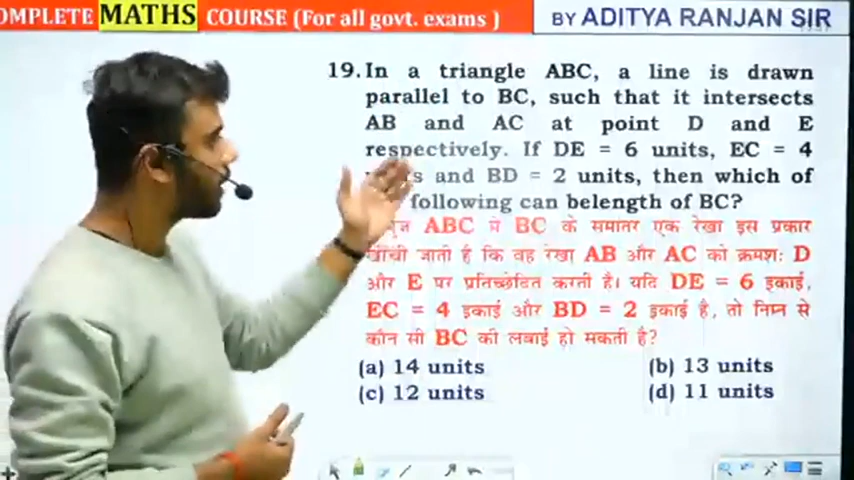 OMPLETE MATHS COURSE (For all govt. exams )
BY ADITYA RANJAN SIR
19. In a triangle ABC, a line is drawn
parallel to BC, such that it intersects
AB and AC at point D and E
respectively. If DE = 6 units, EC = 4
and BD = 2 units, then which of
following can belength of BC?
ABC में BC के समांतर एक रेखा इस प्रकार
खींची जाती है कि वह रेखा AB और AC को क्रमशः D
और E पर प्रतिच्छेदित करती है। यदि DE = 6 इकाई,
EC = 4 इकाई और BD = 2 इकाई है, तो निम्न से
कौन सी BC की लंबाई हो सकती है?
(a) 14 units
(b) 13 units
(c) 12 units
(d) 11 units